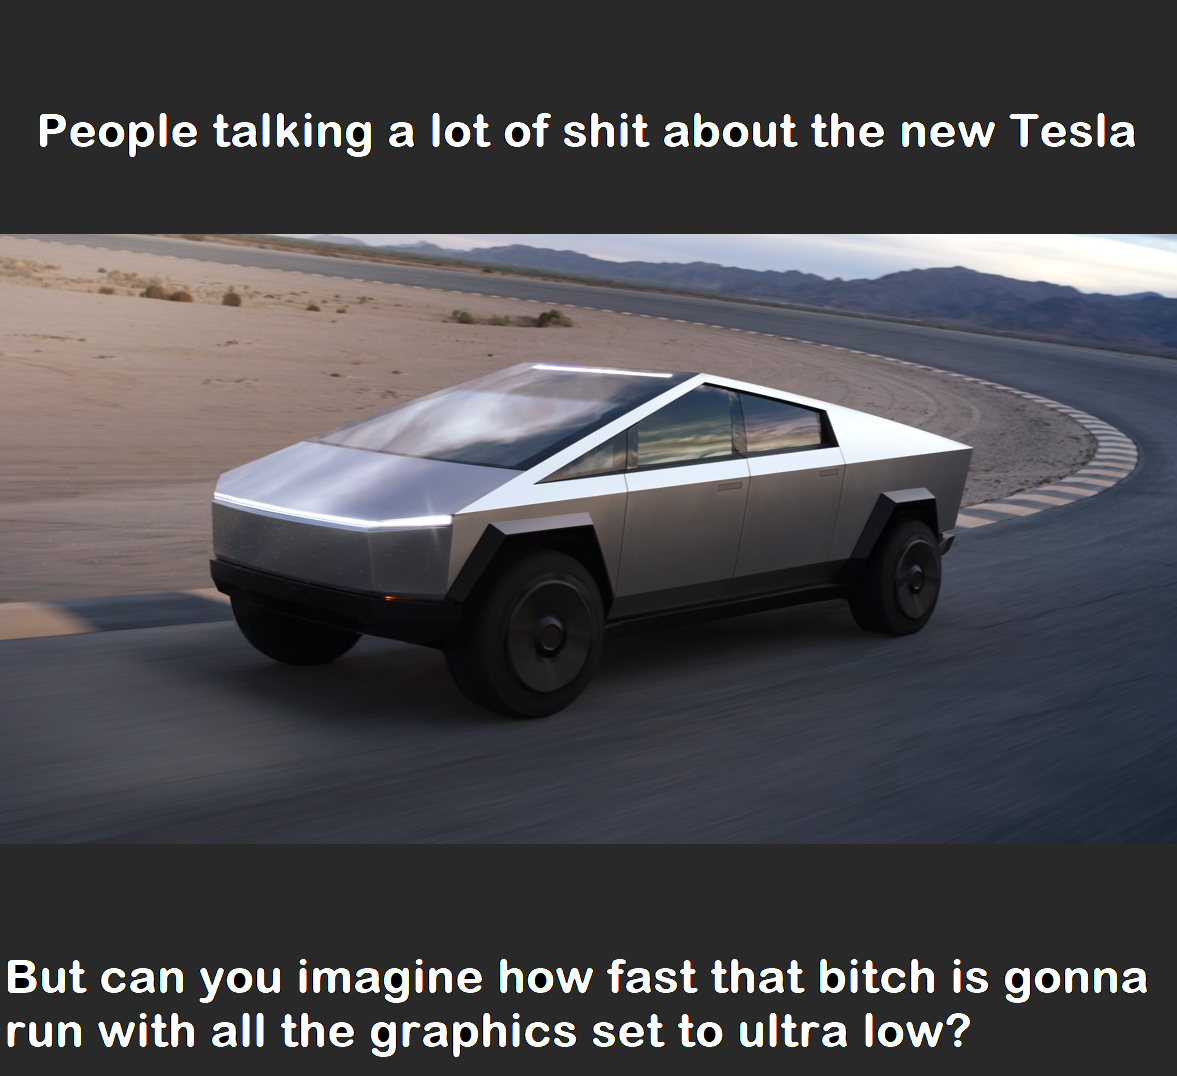 People talking a lot of shit about the new Tesla
But can you imagine how fast that bitch is gonna
run with all the graphics set to ultra low?